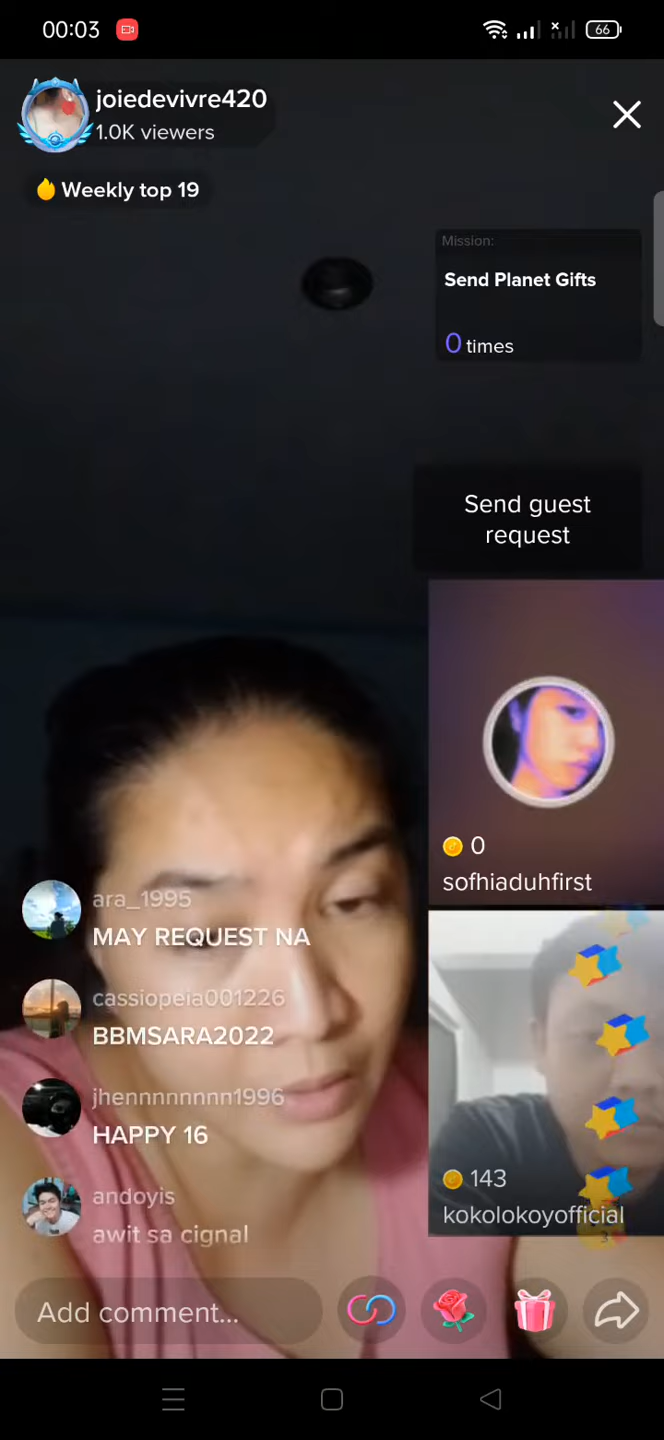 00:03
66
joiedevivre420
1.0K viewers
Weekly top 19
Mission:
Send Planet Gifts
0 times
Send guest
request
0
sofhiaduhfirst
ara_1995
MAY REQUEST NA
cassiopeia001226
BBMSARA2022
jhennnnnnnn1996
HAPPY 16
143
kokolokoyofficial
andoyis
awit sa cignal
3
Add comment...